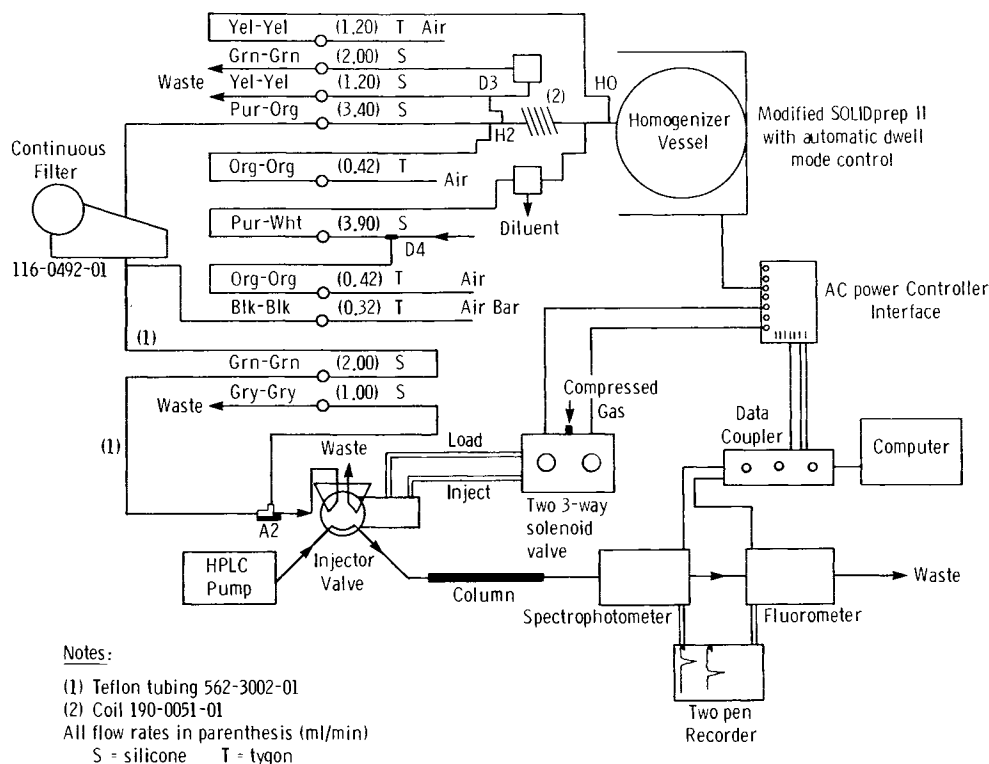 Yel-Yel (1.20) T Air
Grn-Grn (2.00) S
Waste
Yel-Yel (1.20) S
D3
(2)
HO
Pur-Org (3.40) S
H2
Homogenizer
Vessel
Modified SOLIDprep II
with automatic dwell
mode control
Continuous
Filter
Org-Org (0.42) T
Air
Diluent
Pur-Wht (3.90) S
D4
116-0492-01
Org-Org (0.42) T Air
Blk-Blk (0.32) T Air Bar
AC power Controller
Interface
(1)
Grn-Grn (2.00) S
Gry-Gry (1.00) S
Waste
Compressed
Gas
(1)
Waste
Load
Inject
Data
Coupler
Computer
A2
Two 3-way
solenoid
valve
HPLC
Pump
Injector
Valve
Column
Spectrophotometer
Fluorometer
Waste
Two pen
Recorder
Notes:
(1) Teflon tubing 562-3002-01
(2) Coil 190-0051-01
All flow rates in parenthesis (ml/min)
S = silicone T = tygon